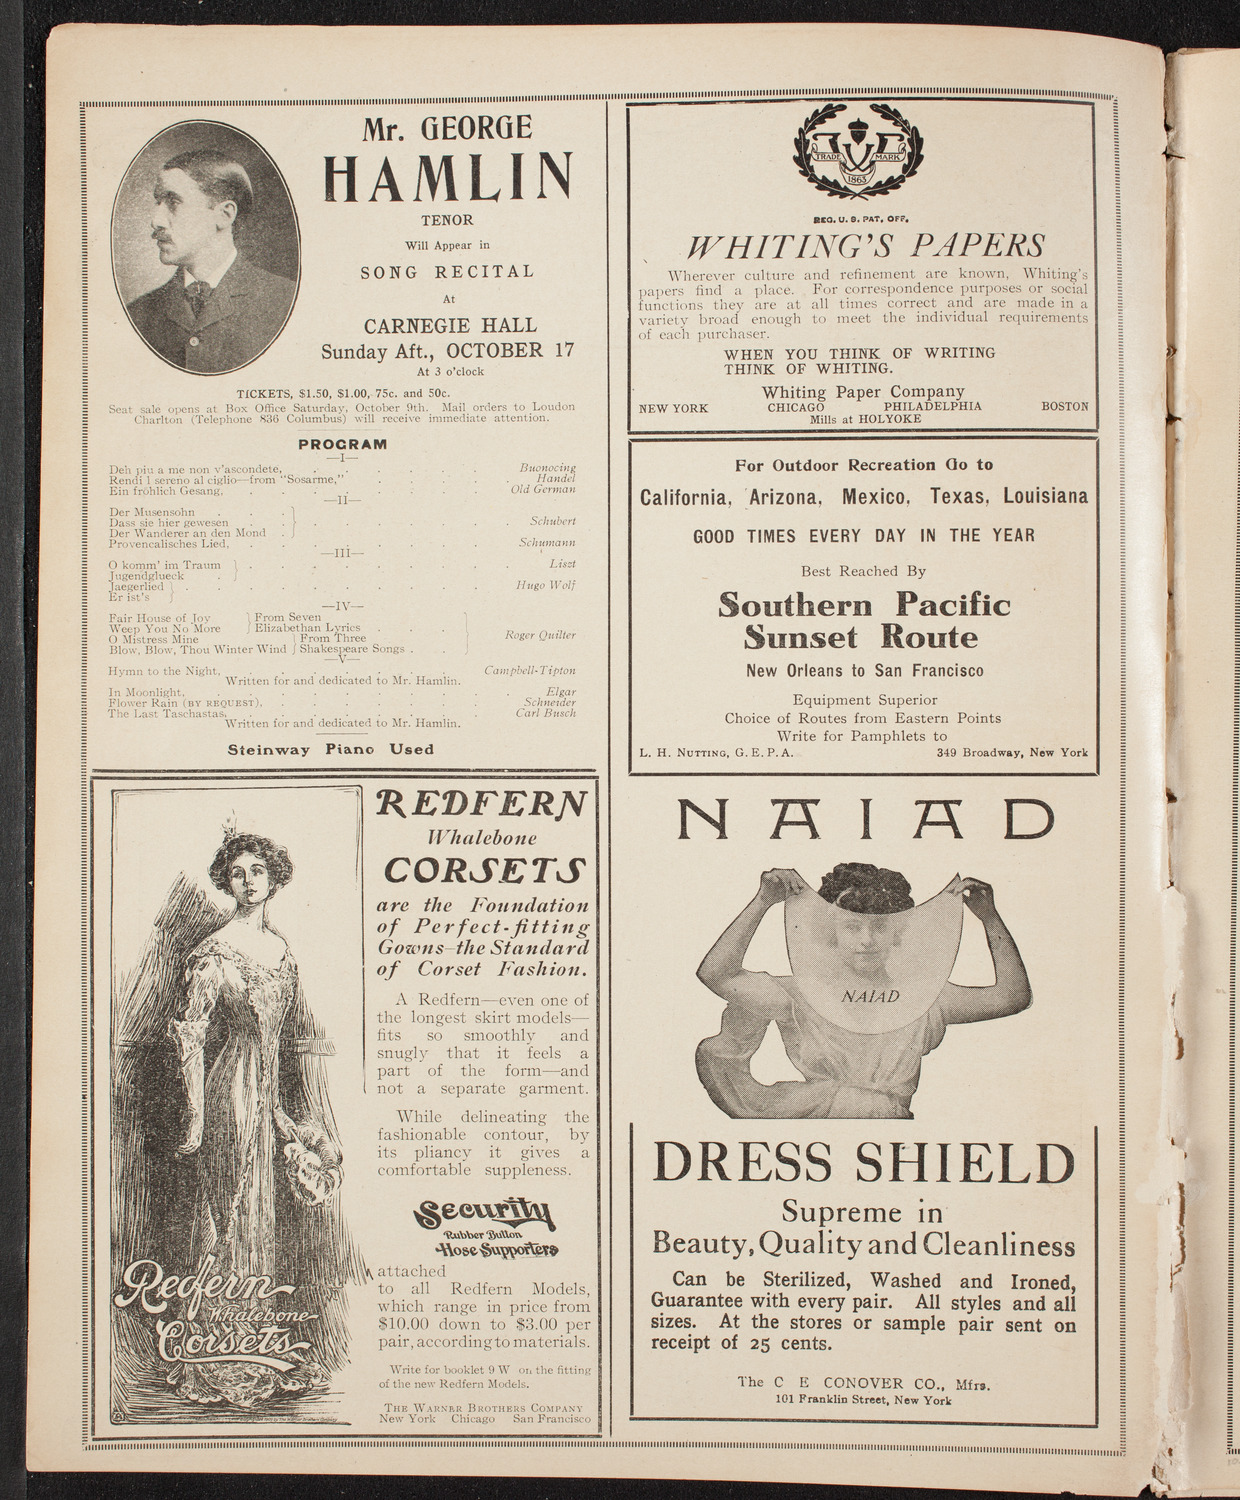 Mr. GEORGE
HAMLIN
TENOR
Will Appear in
SONG RECITAL
At
CARNEGIE HALL
Sunday Aft., OCTOBER 17
At 3 o'clock
TICKETS, $1.50, $1.00, 75c. and 50c.
Seat sale opens at Box Office Saturday, October 9th. Mail orders to Loudon
Charlton (Telephone 836 Columbus) will receive immediate attention.
PROGRAM
—I—
Deh piu a me non v'ascondete, . . . . . . Buonocing
Rendi l sereno al ciglio—from "Sosarme," . . . . . Handel
Ein fröhlich Gesang, . . . . . . . Old German
—II—
Der Musensohn
Dass sie hier gewesen . . . . . . Schubert
Der Wanderer an den Mond
Provencalisches Lied, . . . . . . Schumann
—III—
O komm' im Traum . . . . . . Liszt
Jugendglueck
Jaegerlied . . . . . . Hugo Wolf
Er ist's
—IV—
Fair House of Joy From Seven
Weep You No More Elizabethan Lyrics . . .
O Mistress Mine From Three Roger Quilter
Blow, Blow, Thou Winter Wind Shakespeare Songs . .
—V—
Hymn to the Night, . . . . . . Campbell-Tipton
Written for and dedicated to Mr. Hamlin.
In Moonlight, . . . . . . Elgar
Flower Rain (BY REQUEST), . . . . . . Schneider
The Last Taschastas, . . . . . . Carl Busch
Written for and dedicated to Mr. Hamlin.
Steinway Piano Used
REDFERN
Whalebone
CORSETS
are the Foundation
of Perfect-fitting
Gowns—the Standard
of Corset Fashion.
A Redfern—even one of
the longest skirt models—
fits so smoothly and
snugly that it feels a
part of the form—and
not a separate garment.
While delineating the
fashionable contour, by
its pliancy it gives a
comfortable suppleness.
Security
Rubber Button
Hose Supporters
attached
to all Redfern Models,
which range in price from
$10.00 down to $3.00 per
pair, according to materials.
Write for booklet 9 W on the fitting
of the new Redfern Models.
THE WARNER BROTHERS COMPANY
New York Chicago San Francisco
Redfern
Whalebone
Corsets
TRADE MARK
1865
REG. U. S. PAT. OFF.
WHITING'S PAPERS
Wherever culture and refinement are known, Whiting's
papers find a place. For correspondence purposes or social
functions they are at all times correct and are made in a
variety broad enough to meet the individual requirements
of each purchaser.
WHEN YOU THINK OF WRITING
THINK OF WHITING.
Whiting Paper Company
NEW YORK CHICAGO PHILADELPHIA BOSTON
Mills at HOLYOKE
For Outdoor Recreation Go to
California, Arizona, Mexico, Texas, Louisiana
GOOD TIMES EVERY DAY IN THE YEAR
Best Reached By
Southern Pacific
Sunset Route
New Orleans to San Francisco
Equipment Superior
Choice of Routes from Eastern Points
Write for Pamphlets to
L. H. NUTTING, G. E. P. A. 349 Broadway, New York
NAIAD
NAIAD
DRESS SHIELD
Supreme in
Beauty, Quality and Cleanliness
Can be Sterilized, Washed and Ironed,
Guarantee with every pair. All styles and all
sizes. At the stores or sample pair sent on
receipt of 25 cents.
The C E CONOVER CO., Mfrs.
101 Franklin Street, New York